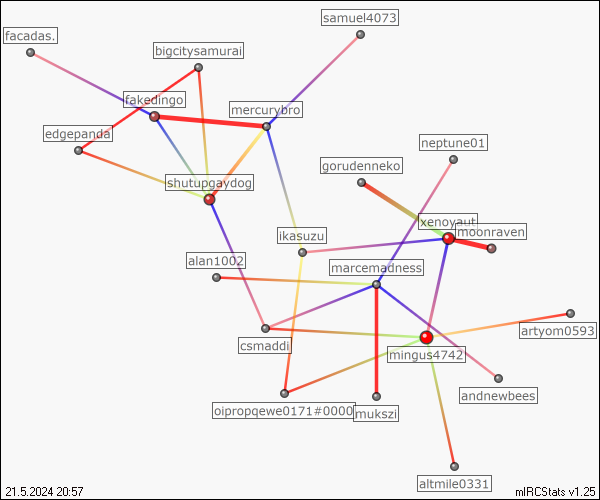 samuel4073
facadas.
bigcitysamurai
fakedingo
mercurybro
edgepanda
neptune01
gorudenneko
shutupgaydog
xenoyaut
moonraven
ikasuzu
alan1002
marcemadness
artyom0593
csmaddi
mingus4742
andnewbees
oipropqewe0171#0000
mukszi
altmile0331
21.5.2024 20:57
mIRCStats v1.25